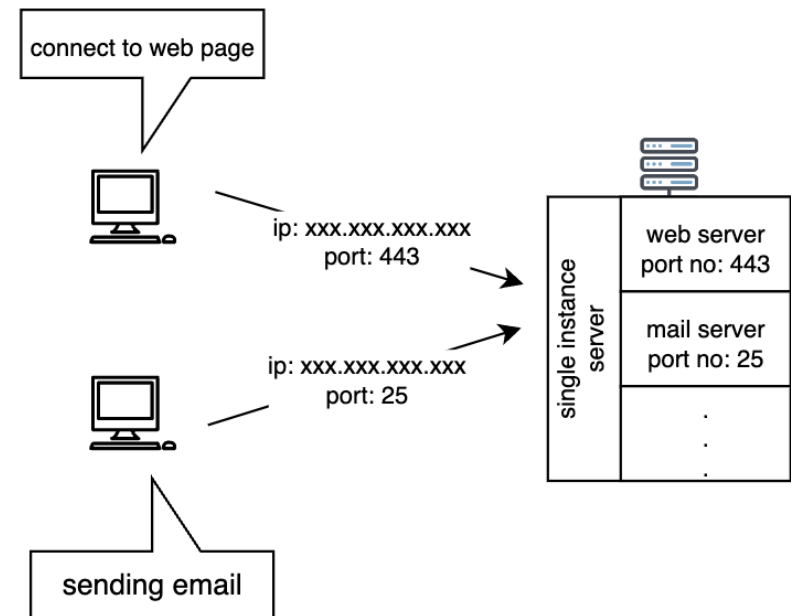 connect to web page
ip: xxx.xxx.xxx.xxx
port: 443
ip: xxx.xxx.xxx.xxx
port: 25
sending email
single instance
server
web server
port no: 443
mail server
port no: 25
.
.
.